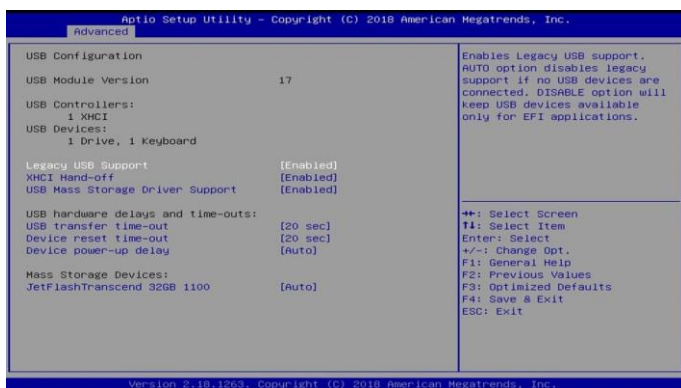 Aptio Setup Utility – Copyright (C) 2018 American Megatrends, Inc.
Advanced
USB Configuration
USB Module Version 17
USB Controllers:
1 XHCI
USB Devices:
1 Drive, 1 Keyboard
Legacy USB Support [Enabled]
XHCI Hand-off [Enabled]
USB Mass Storage Driver Support [Enabled]
USB hardware delays and time-outs:
USB transfer time-out [20 sec]
Device reset time-out [20 sec]
Device power-up delay [Auto]
Mass Storage Devices:
JetFlashTranscend 32GB 1100 [Auto]
Enables Legacy USB support.
AUTO option disables legacy
support if no USB devices are
connected. DISABLE option will
keep USB devices available
only for EFI applications.
→←: Select Screen
↑↓: Select Item
Enter: Select
+/-: Change Opt.
F1: General Help
F2: Previous Values
F3: Optimized Defaults
F4: Save & Exit
ESC: Exit
Version 2.18.1263. Copyright (C) 2018 American Megatrends, Inc.